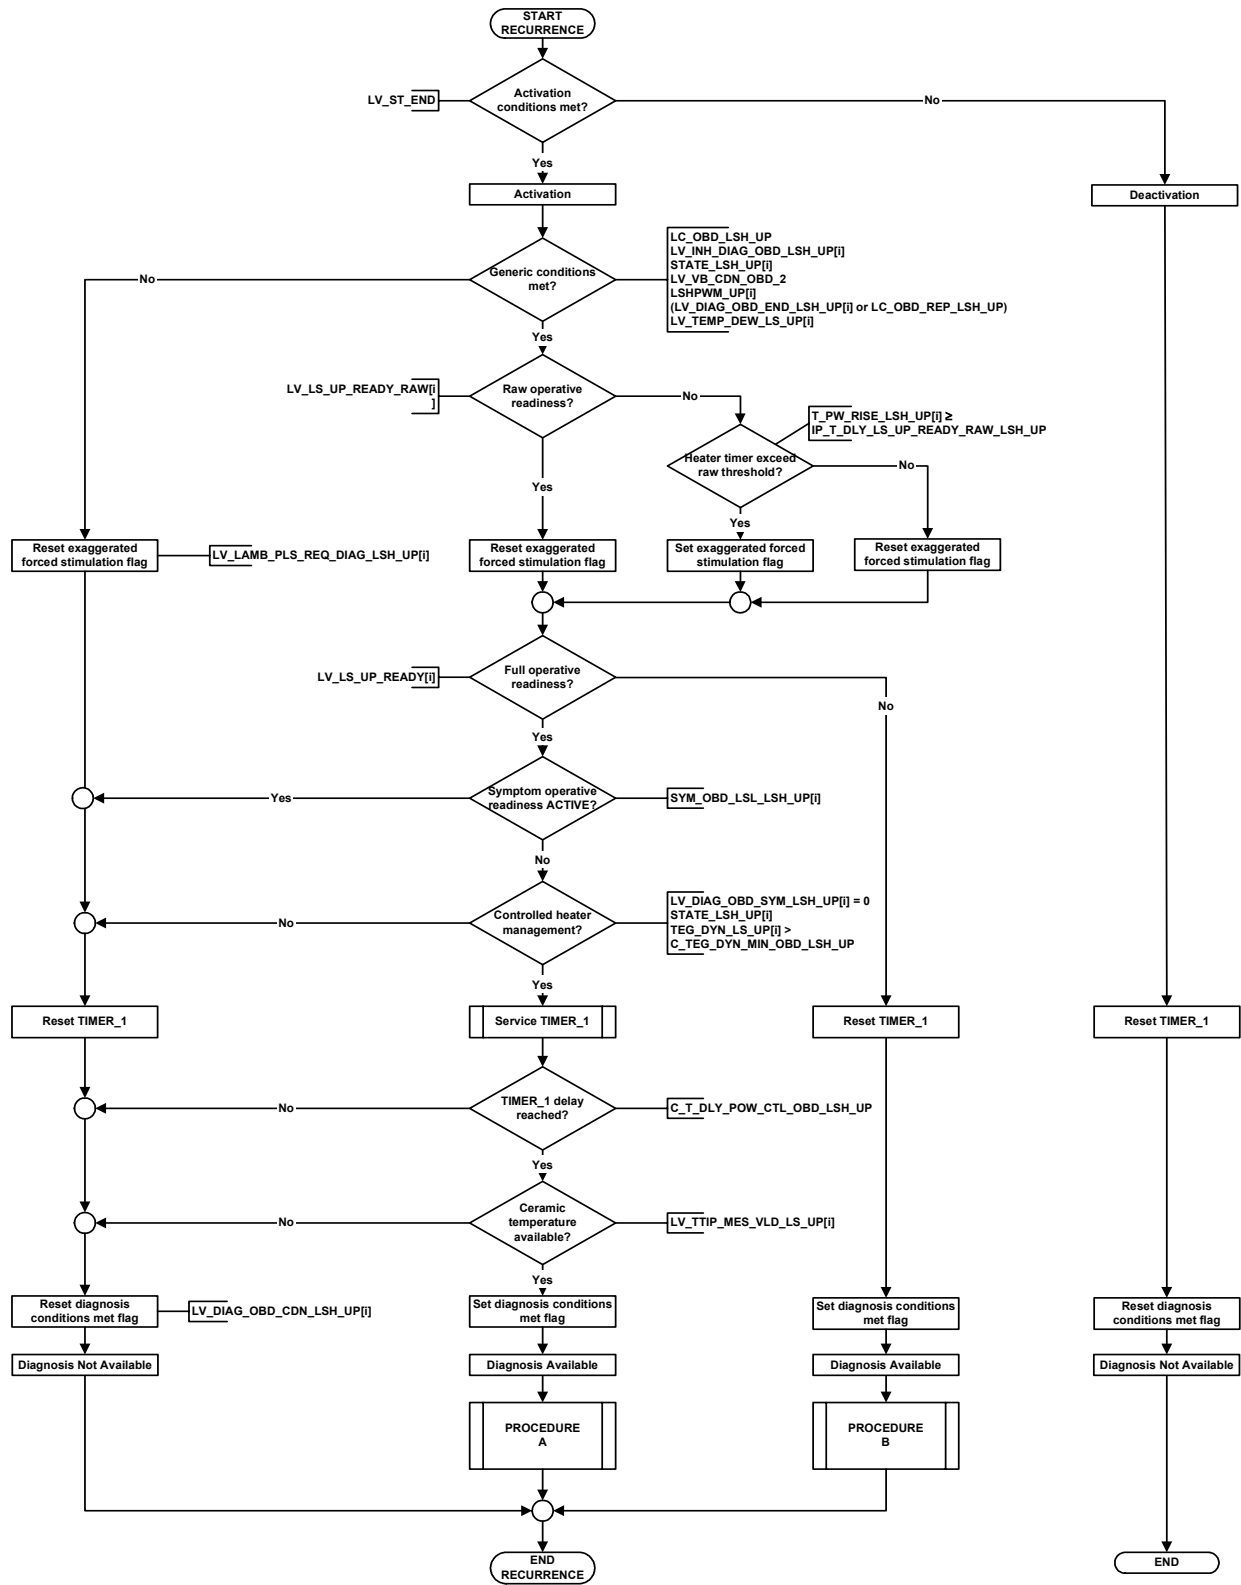 START
RECURRENCE
LV_ST_END
Activation
conditions met?
No
Yes
Activation
Deactivation
LC_OBD_LSH_UP
LV_INH_DIAG_OBD_LSH_UP[i]
STATE_LSH_UP[i]
LV_VB_CDN_OBD_2
LSHPWM_UP[i]
(LV_DIAG_OBD_END_LSH_UP[i] or LC_OBD_REP_LSH_UP)
LV_TEMP_DEW_LS_UP[i]
No
Generic conditions
met?
Yes
LV_LS_UP_READY_RAW[i
]
Raw operative
readiness?
No
T_PW_RISE_LSH_UP[i] ≥
IP_T_DLY_LS_UP_READY_RAW_LSH_UP
Heater timer exceed
raw threshold?
No
Yes
Yes
Reset exaggerated
forced stimulation flag
LV_LAMB_PLS_REQ_DIAG_LSH_UP[i]
Reset exaggerated
forced stimulation flag
Set exaggerated forced
stimulation flag
Reset exaggerated
forced stimulation flag
LV_LS_UP_READY[i]
Full operative
readiness?
No
Yes
Yes
Symptom operative
readiness ACTIVE?
SYM_OBD_LSL_LSH_UP[i]
No
No
Controlled heater
management?
LV_DIAG_OBD_SYM_LSH_UP[i] = 0
STATE_LSH_UP[i]
TEG_DYN_LS_UP[i] >
C_TEG_DYN_MIN_OBD_LSH_UP
Yes
Reset TIMER_1
Service TIMER_1
Reset TIMER_1
Reset TIMER_1
No
TIMER_1 delay
reached?
C_T_DLY_POW_CTL_OBD_LSH_UP
Yes
No
Ceramic
temperature
available?
LV_TTIP_MES_VLD_LS_UP[i]
Yes
Reset diagnosis
conditions met flag
LV_DIAG_OBD_CDN_LSH_UP[i]
Set diagnosis conditions
met flag
Set diagnosis conditions
met flag
Reset diagnosis
conditions met flag
Diagnosis Not Available
Diagnosis Available
Diagnosis Available
Diagnosis Not Available
PROCEDURE
A
PROCEDURE
B
END
RECURRENCE
END